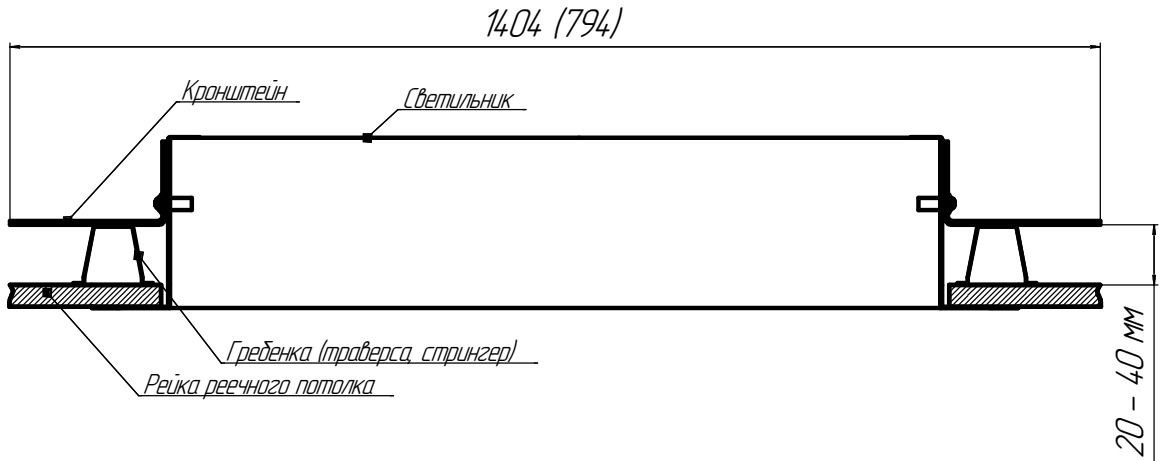 1404 (794)
Кронштейн
Светильник
Гребенка (траверса, стрингер)
Рейка реечного потолка
20 - 40 мм